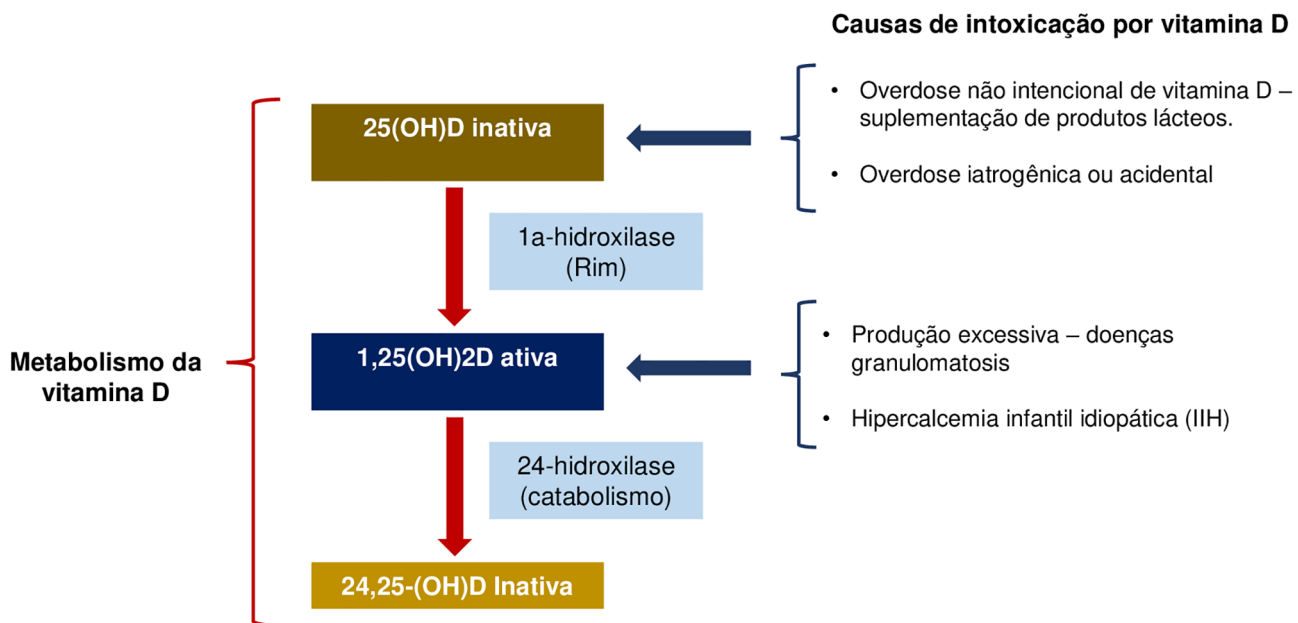 Causas de intoxicação por vitamina D
• Overdose não intencional de vitamina D –
suplementação de produtos lácteos.
• Overdose iatrogênica ou acidental
25(OH)D inativa
1a-hidroxilase
(Rim)
Metabolismo da
vitamina D
1,25(OH)2D ativa
• Produção excessiva – doenças
granulomatosis
• Hipercalcemia infantil idiopática (IIH)
24-hidroxilase
(catabolismo)
24,25-(OH)D Inativa